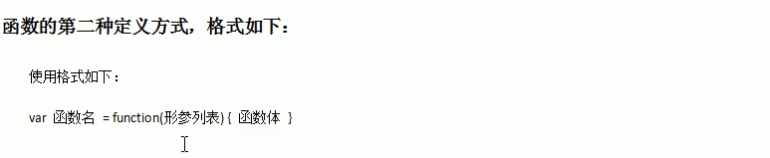 函数的第二种定义方式，格式如下：
使用格式如下：
var 函数名 = function(形参列表) { 函数体 }